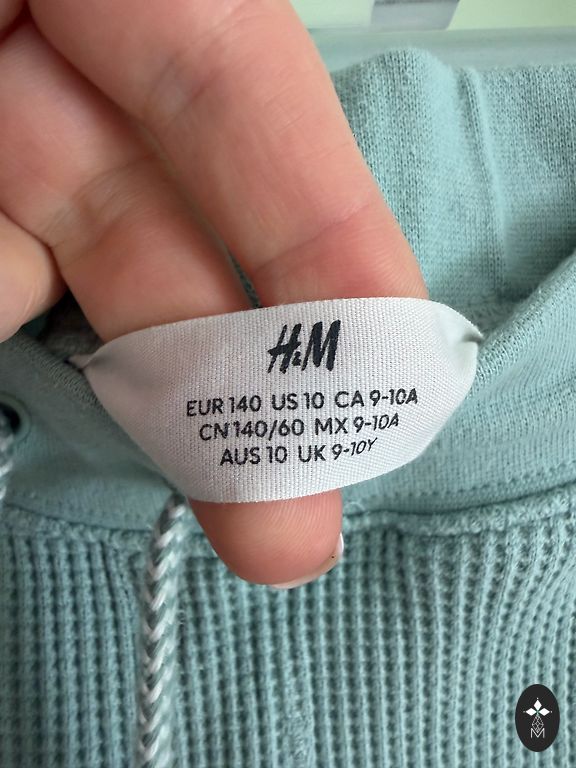 H&M
EUR 140 US 10 CA 9-10A
CN 140/60 MX 9-10A
AUS 10 UK 9-10Y
M